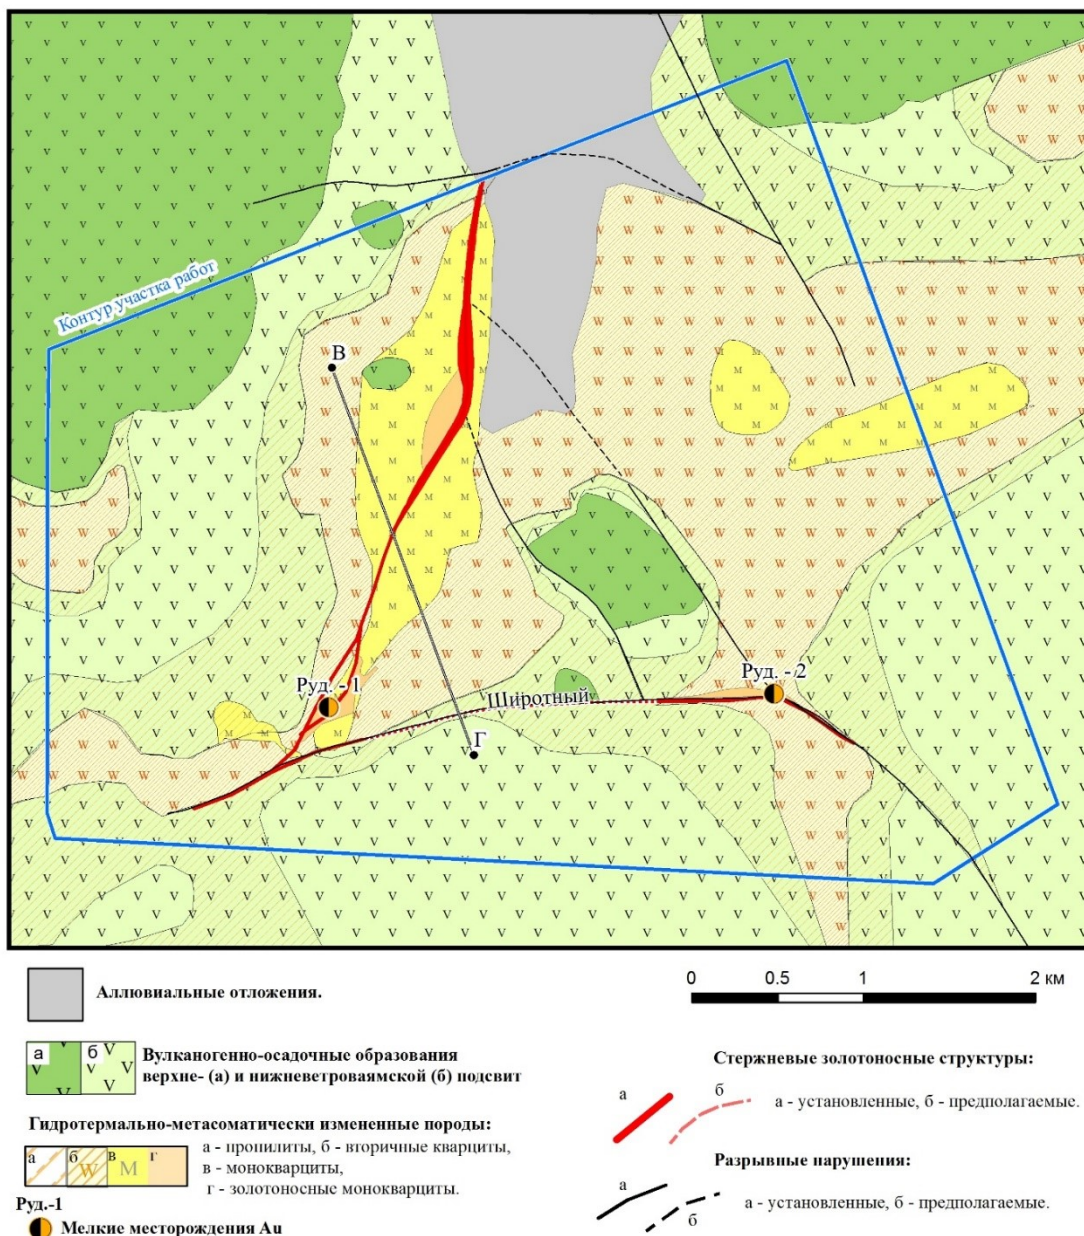 Контур участка работ
В
Руд. - 1
Широтный
Руд. - 2
Г
Аллювиальные отложения.
0 0.5 1 2 км
а б
Вулканогенно-осадочные образования
верхне- (а) и нижневетроваямской (б) подсвит
Гидротермально-метасоматически измененные породы:
а б в г
W M
а - пропилиты, б - вторичные кварциты,
в - монокварциты,
г - золотоносные монокварциты.
Руд.-1
Мелкие месторождения Au
Стержневые золотоносные структуры:
а б
а - установленные, б - предполагаемые.
Разрывные нарушения:
а б
а - установленные, б - предполагаемые.